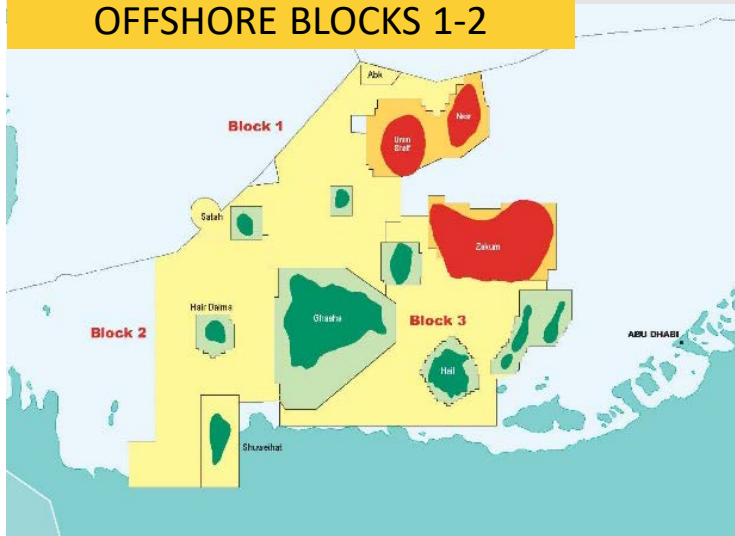 OFFSHORE BLOCKS 1-2
Abk
Block 1
Nasr
Umm
Shaif
Satah
Zakum
Hair Dalma
Ghasha
Block 3
Block 2
ABU DHABI
Hail
Shuweihat